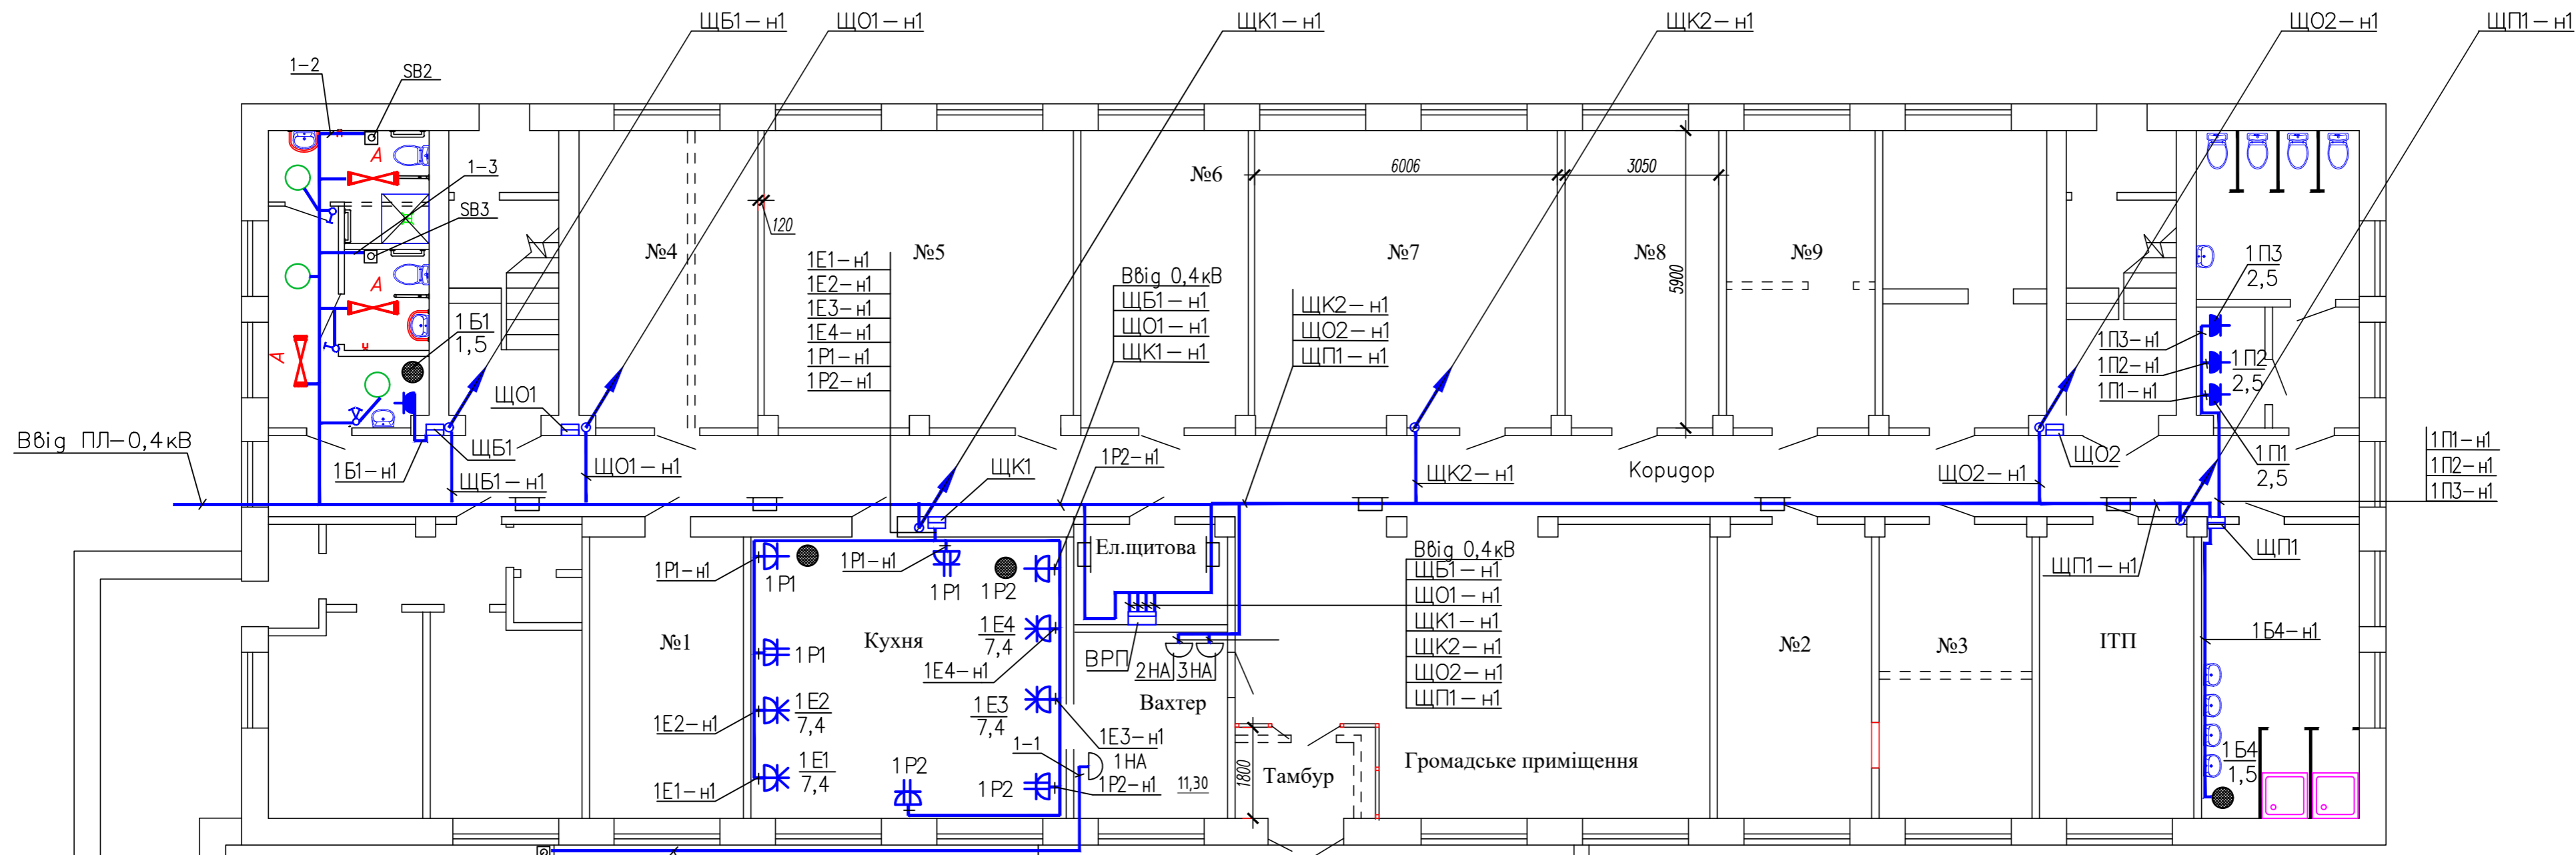 ЩБ1-н1
ЩО1-н1
ЩК1-н1
ЩК2-н1
ЩО2-н1
ЩП1-н1
1-2
SB2
А
1-3
SB3
А
А
1Б1
1,5
№4
120
№5
№6
6006
3050
5900
№7
№8
№9
1Е1-н1
1Е2-н1
1Е3-н1
1Е4-н1
1Р1-н1
1Р2-н1
Ввід 0,4кВ
ЩБ1-н1
ЩО1-н1
ЩК1-н1
ЩК2-н1
ЩО2-н1
ЩП1-н1
1П3
2,5
1П3-н1
1П2-н1
1П2
2,5
1П1-н1
1П1
2,5
1П1-н1
1П2-н1
1П3-н1
Ввід ПЛ-0,4кВ
ЩО1
ЩБ1
1Б1-н1
ЩБ1-н1
ЩО1-н1
ЩК1
1Р2-н1
ЩК2-н1
Коридор
ЩО2-н1
ЩО2
ЩП1-н1
ЩП1
1Р1-н1
1Р1
1Р1-н1
1Р1
1Р2
Ел.щитова
Ввід 0,4кВ
ЩБ1-н1
ЩО1-н1
ЩК1-н1
ЩК2-н1
ЩО2-н1
ЩП1-н1
№1
Кухня
1Р1
1Е4
7,4
1Е4-н1
ВРП
2НА
3НА
Вахтер
№2
№3
ІТП
1Б4-н1
1Е2
7,4
1Е2-н1
1Е3
7,4
1Е3-н1
1-1
1НА
1Е1
7,4
1Е1-н1
1Р2
1Р2
1Р2-н1
11,30
1800
Тамбур
Громадське приміщення
1Б4
1,5